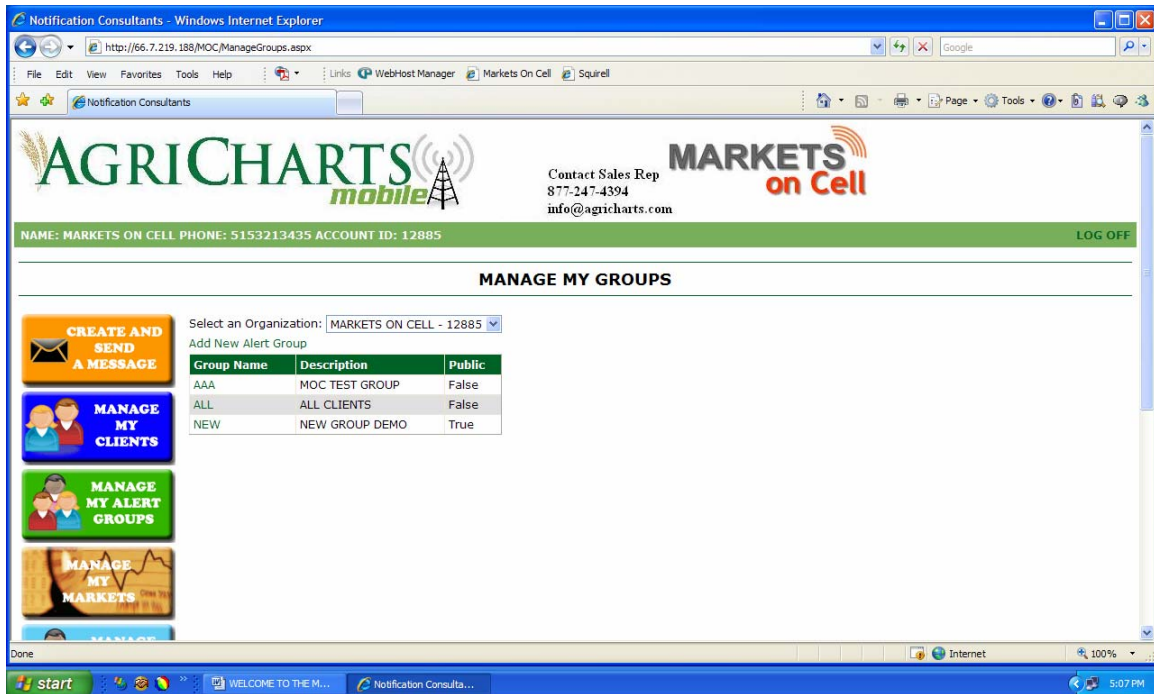 Notification Consultants - Windows Internet Explorer
http://66.7.219.188/MOC/ManageGroups.aspx
Google
File Edit View Favorites Tools Help
Links WebHost Manager Markets On Cell Squirell
Notification Consultants
Page Tools
AGRICHARTS
mobile
Contact Sales Rep
877-247-4394
info@agricharts.com
MARKETS
on Cell
NAME: MARKETS ON CELL PHONE: 5153213435 ACCOUNT ID: 12885
LOG OFF
MANAGE MY GROUPS
CREATE AND
SEND
A MESSAGE
MANAGE
MY
CLIENTS
MANAGE
MY ALERT
GROUPS
MANAGE
MY
MARKETS
Select an Organization: MARKETS ON CELL - 12885
Add New Alert Group
Group Name Description Public
AAA MOC TEST GROUP False
ALL ALL CLIENTS False
NEW NEW GROUP DEMO True
Done
Internet
100%
start
WELCOME TO THE M...
Notification Consulta...
5:07 PM